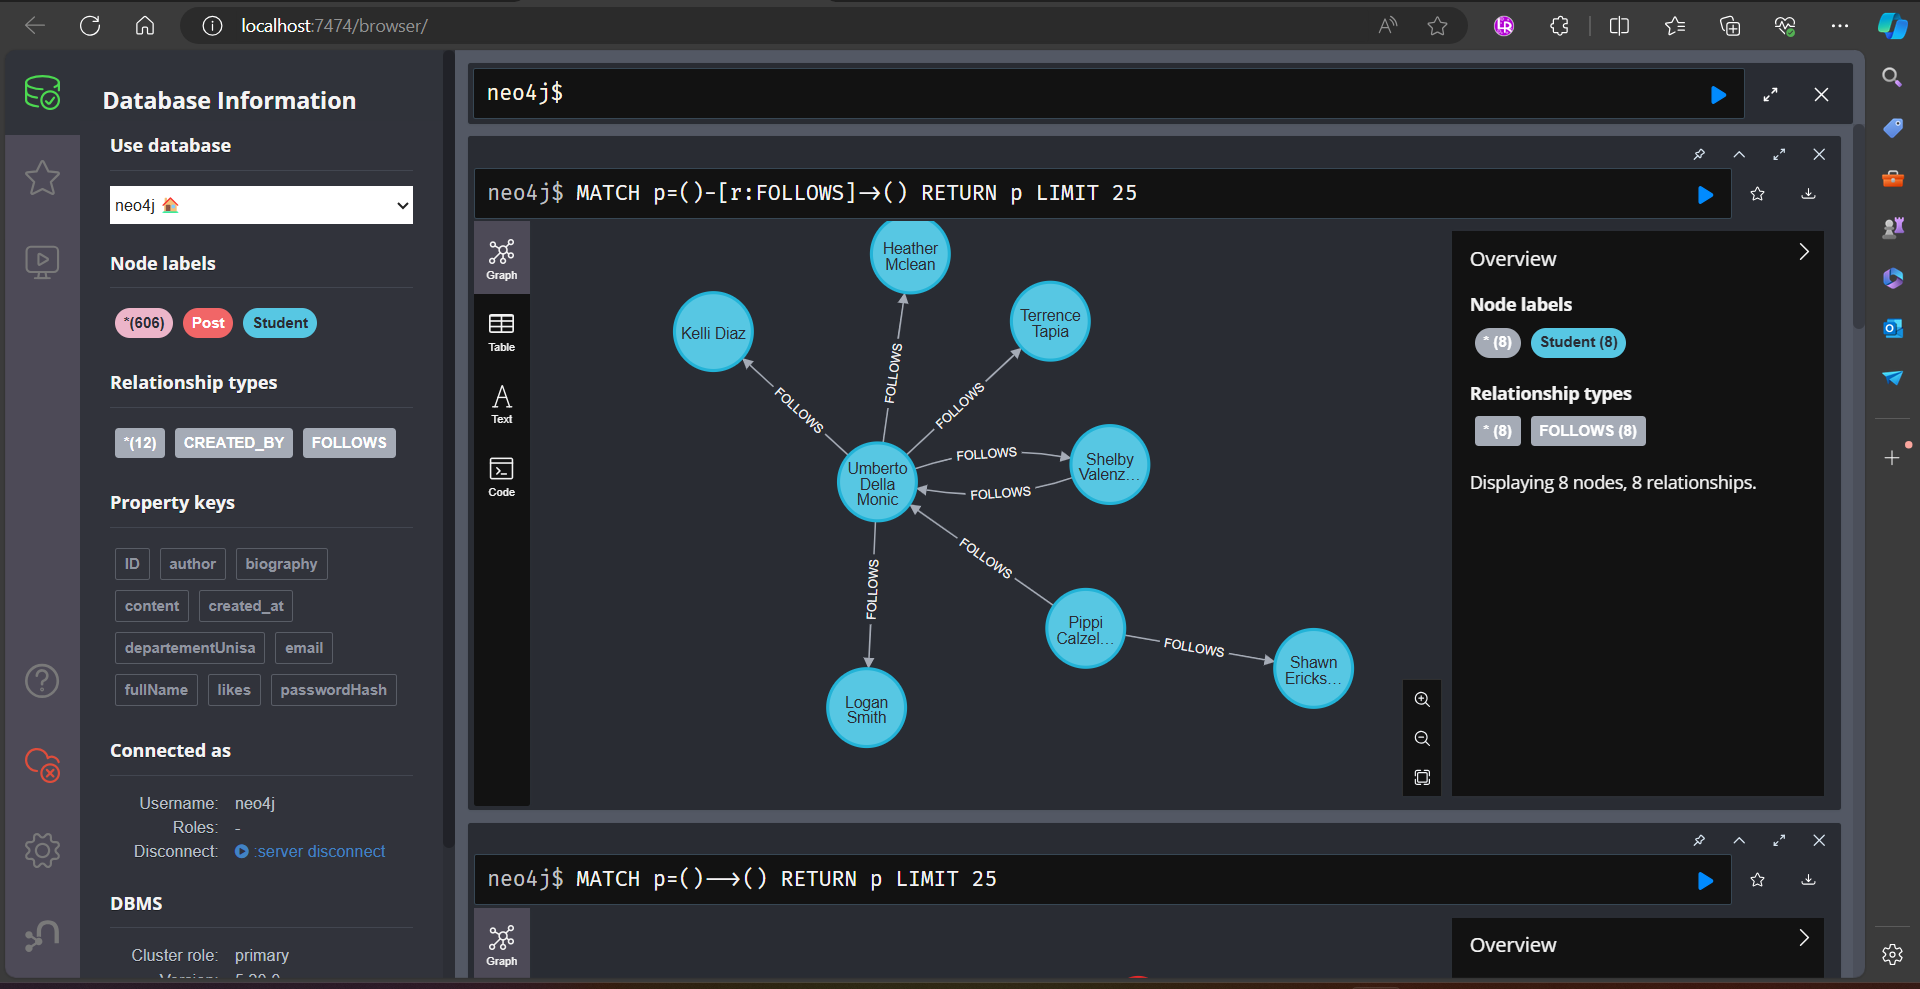 localhost:7474/browser/
Database Information
Use database
neo4j
Node labels
*(606) Post Student
Relationship types
*(12) CREATED_BY FOLLOWS
Property keys
ID author biography
content created_at
departementUnisa email
fullName likes passwordHash
Connected as
Username: neo4j
Roles: -
Disconnect: :server disconnect
DBMS
Cluster role: primary
neo4j$
neo4j$ MATCH p=()-[r:FOLLOWS]->() RETURN p LIMIT 25
Graph
Table
Text
Code
Heather
Mclean
Kelli Diaz
Terrence
Tapia
FOLLOWS
FOLLOWS
FOLLOWS
Umberto
Della
Monic
FOLLOWS
FOLLOWS
Shelby
Valenz...
FOLLOWS
FOLLOWS
Pippi
Calzel...
FOLLOWS
Shawn
Ericks...
Logan
Smith
Overview
Node labels
* (8) Student (8)
Relationship types
* (8) FOLLOWS (8)
Displaying 8 nodes, 8 relationships.
neo4j$ MATCH p=()-->() RETURN p LIMIT 25
Graph
Overview